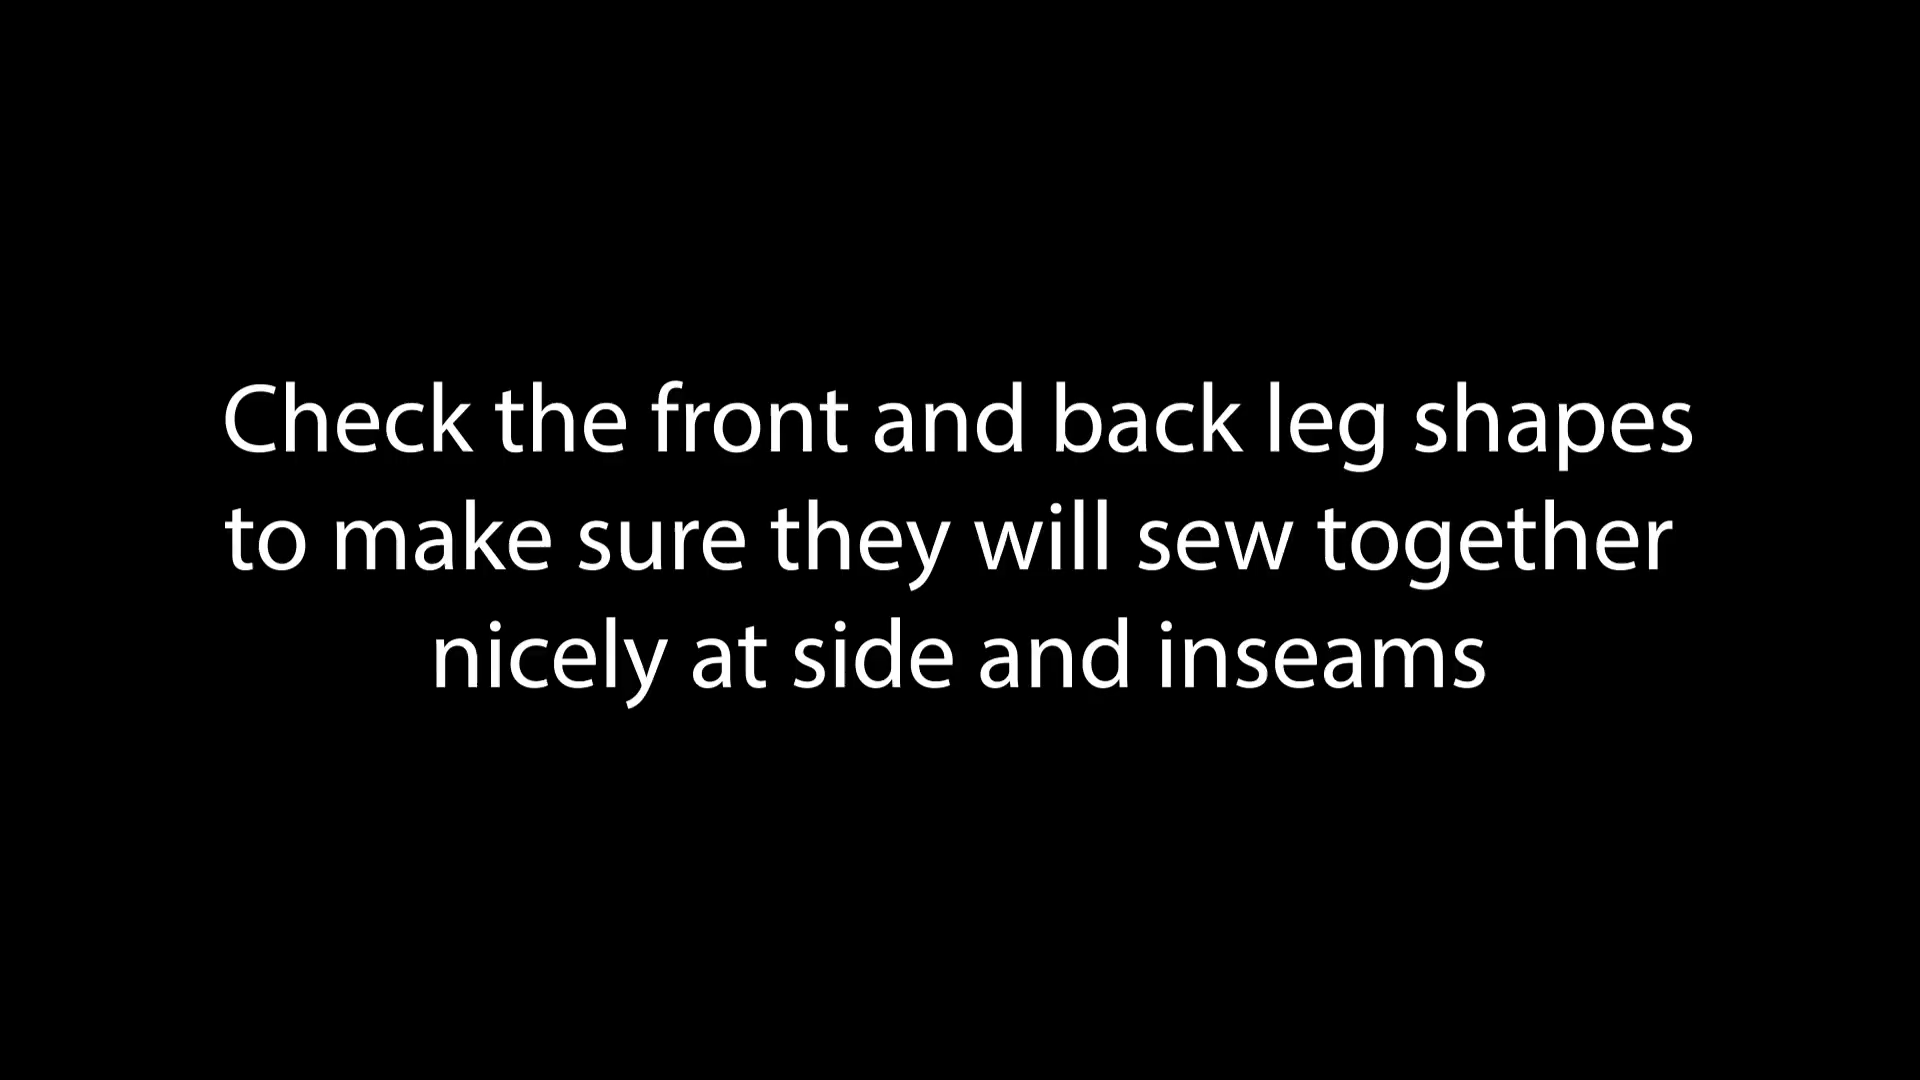 Check the front and back leg shapes
to make sure they will sew together
nicely at side and inseams